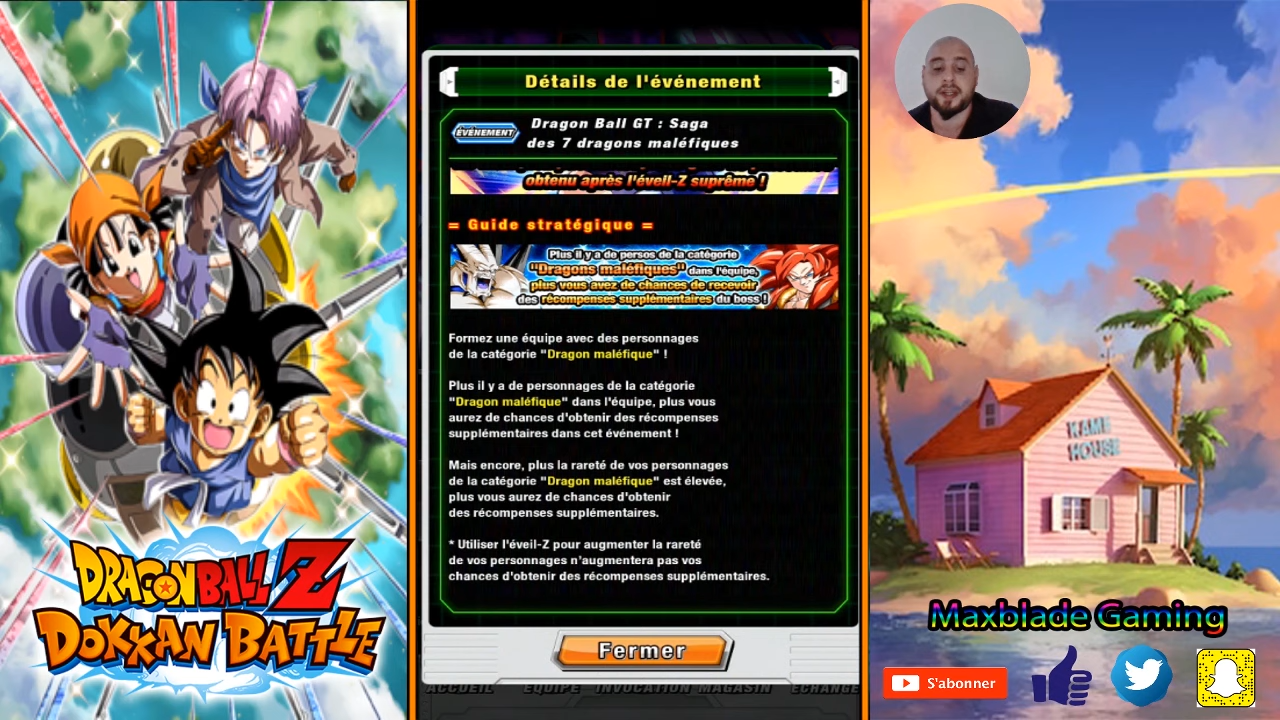 Détails de l'événement
ÉVÉNEMENT
Dragon Ball GT : Saga
des 7 dragons maléfiques
obtenu après l'éveil-Z suprême !
= Guide stratégique =
Plus il y a de persos de la catégorie
"Dragons maléfiques" dans l'équipe,
plus vous avez de chances de recevoir
des récompenses supplémentaires du boss !
Formez une équipe avec des personnages
de la catégorie "Dragon maléfique" !
Plus il y a de personnages de la catégorie
"Dragon maléfique" dans l'équipe, plus vous
aurez de chances d'obtenir des récompenses
supplémentaires dans cet événement !
Mais encore, plus la rareté de vos personnages
de la catégorie "Dragon maléfique" est élevée,
plus vous aurez de chances d'obtenir
des récompenses supplémentaires.
* Utiliser l'éveil-Z pour augmenter la rareté
de vos personnages n'augmentera pas vos
chances d'obtenir des récompenses supplémentaires.
Fermer
ACCUEIL ÉQUIPE INVOCATION MAGASIN ÉCHANGE
DRAGON BALL Z
DOKKAN BATTLE
KAME
HOUSE
Maxblade Gaming
S'abonner